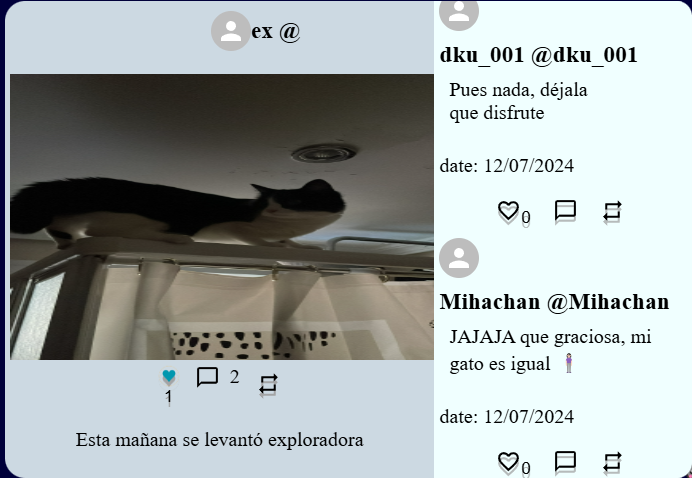 ex @
1
2
Esta mañana se levantó exploradora
dku_001 @dku_001
Pues nada, déjala
que disfrute
date: 12/07/2024
0
Mihachan @Mihachan
JAJAJA que graciosa, mi
gato es igual 🧍🏻‍♀️
date: 12/07/2024
0